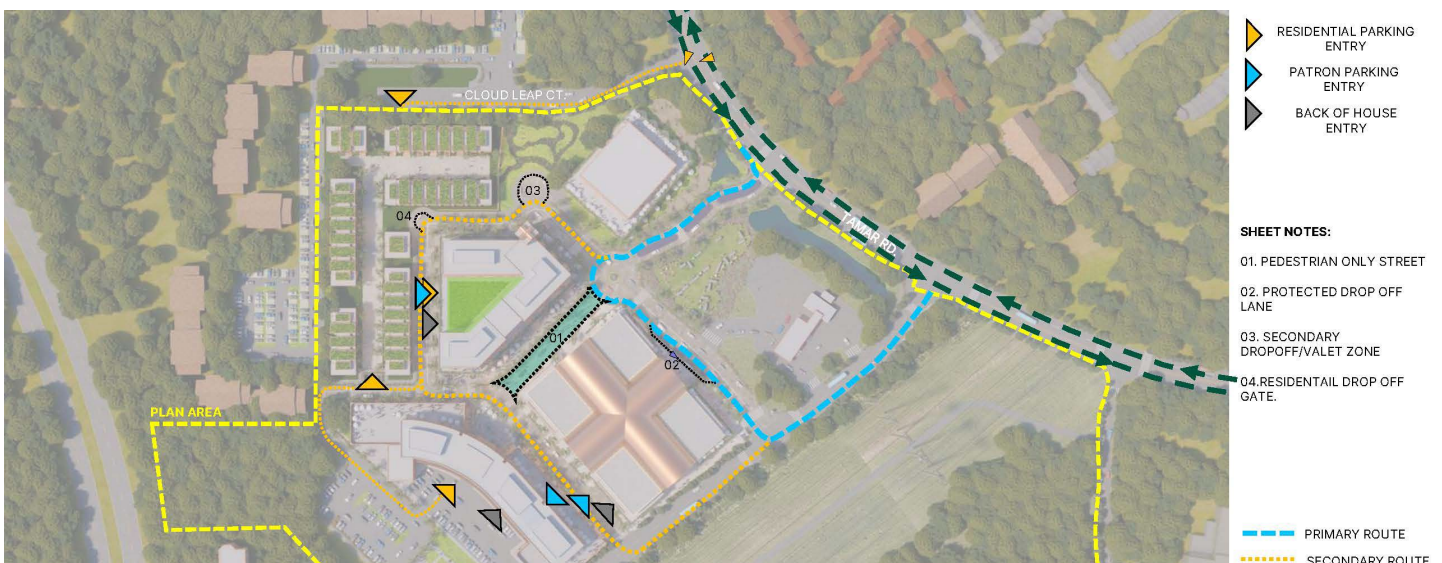 RESIDENTIAL PARKING
ENTRY
PATRON PARKING
ENTRY
BACK OF HOUSE
ENTRY
CLOUD LEAP CT.
03
04
TAMAR RD.
01
02
PLAN AREA
SHEET NOTES:
01. PEDESTRIAN ONLY STREET
02. PROTECTED DROP OFF
LANE
03. SECONDARY
DROPOFF/VALET ZONE
04.RESIDENTAIL DROP OFF
GATE.
PRIMARY ROUTE
SECONDARY ROUTE